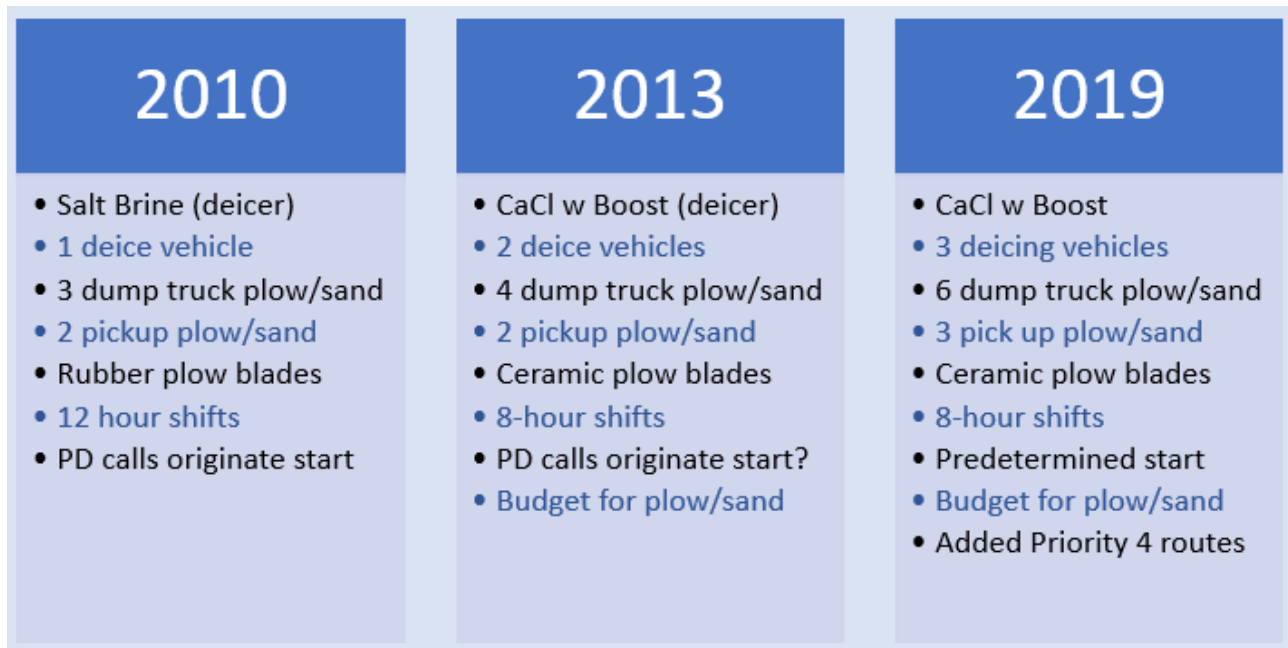 2010
• Salt Brine (deicer)
• 1 deice vehicle
• 3 dump truck plow/sand
• 2 pickup plow/sand
• Rubber plow blades
• 12 hour shifts
• PD calls originate start
2013
• CaCl w Boost (deicer)
• 2 deice vehicles
• 4 dump truck plow/sand
• 2 pickup plow/sand
• Ceramic plow blades
• 8-hour shifts
• PD calls originate start?
• Budget for plow/sand
2019
• CaCl w Boost
• 3 deicing vehicles
• 6 dump truck plow/sand
• 3 pick up plow/sand
• Ceramic plow blades
• 8-hour shifts
• Predetermined start
• Budget for plow/sand
• Added Priority 4 routes